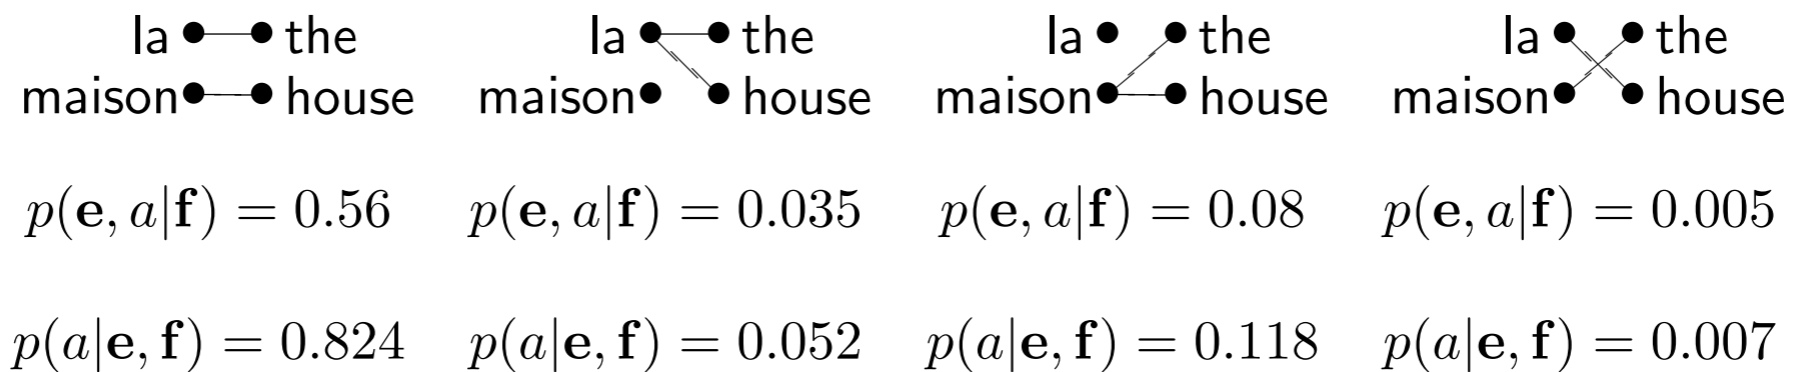 la the la the la the la the
maison house maison house maison house maison house
p(e, a|f) = 0.56 p(e, a|f) = 0.035 p(e, a|f) = 0.08 p(e, a|f) = 0.005
p(a|e, f) = 0.824 p(a|e, f) = 0.052 p(a|e, f) = 0.118 p(a|e, f) = 0.007